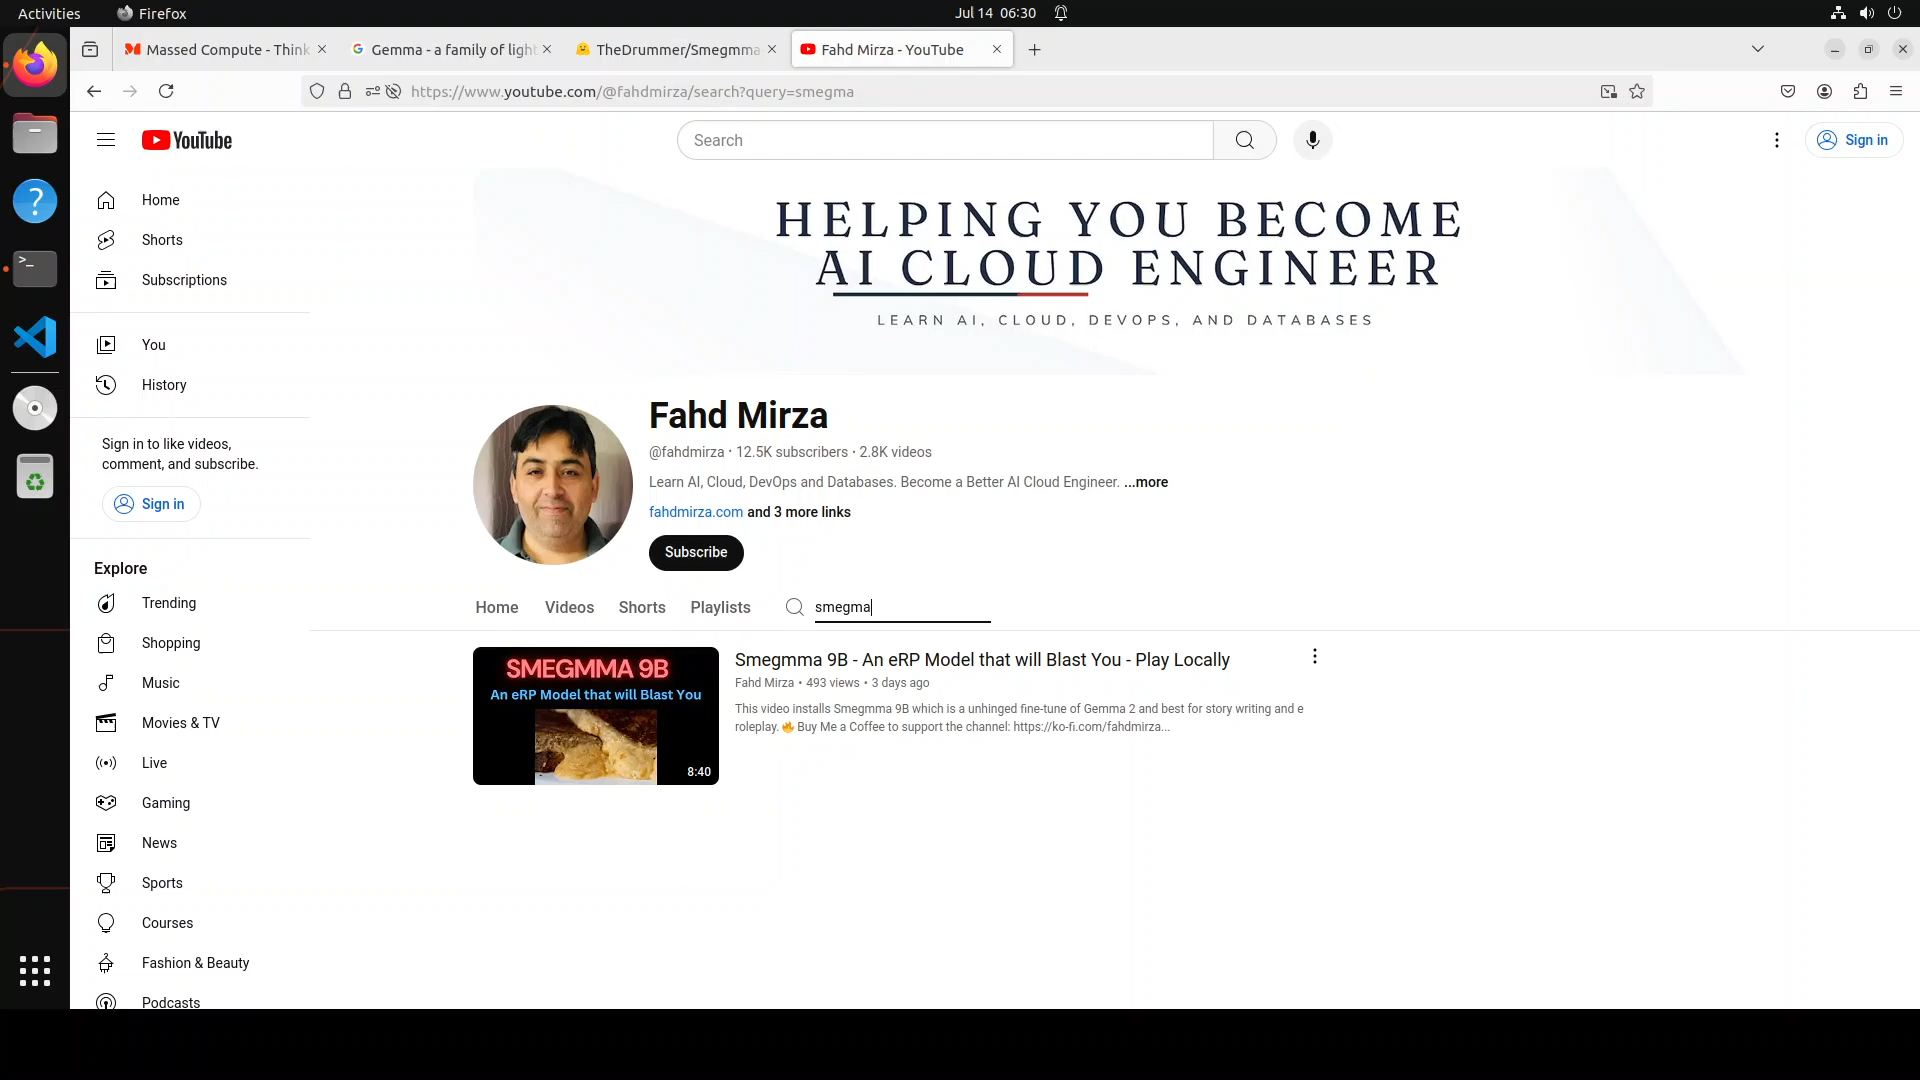 Activities
Firefox
Jul 14 06:30
Massed Compute - Think
Gemma - a family of light
TheDrummer/Smegmma-
Fahd Mirza - YouTube
https://www.youtube.com/@fahdmirza/search?query=smegma
YouTube
Search
Sign in
Home
Shorts
Subscriptions
You
History
Sign in to like videos,
comment, and subscribe.
Sign in
Explore
Trending
Shopping
Music
Movies & TV
Live
Gaming
News
Sports
Courses
Fashion & Beauty
Podcasts
HELPING YOU BECOME
AI CLOUD ENGINEER
LEARN AI, CLOUD, DEVOPS, AND DATABASES
Fahd Mirza
@fahdmirza · 12.5K subscribers · 2.8K videos
Learn AI, Cloud, DevOps and Databases. Become a Better AI Cloud Engineer. ...more
fahdmirza.com and 3 more links
Subscribe
Home Videos Shorts Playlists smegma
SMEGMMA 9B
An eRP Model that will Blast You
8:40
Smegmma 9B - An eRP Model that will Blast You - Play Locally
Fahd Mirza • 493 views • 3 days ago
This video installs Smegmma 9B which is a unhinged fine-tune of Gemma 2 and best for story writing and e
roleplay. 🔥 Buy Me a Coffee to support the channel: https://ko-fi.com/fahdmirza...